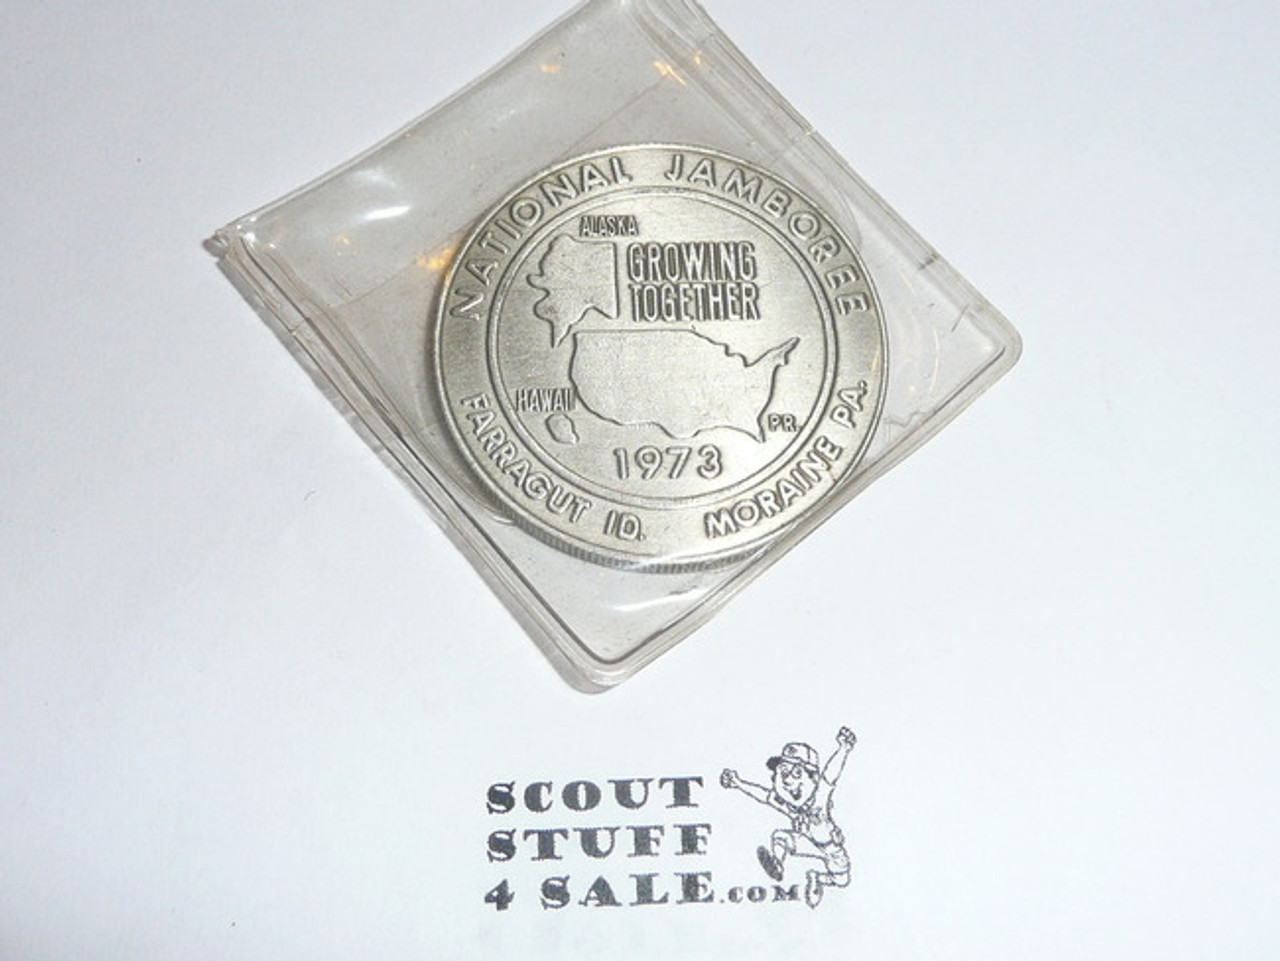 NATIONAL JAMBOREE
ALASKA
GROWING
TOGETHER
HAWAII
P.R.
1973
FARRAGUT ID. MORAINE PA.
SCOUT
STUFF
4 SALE.COM